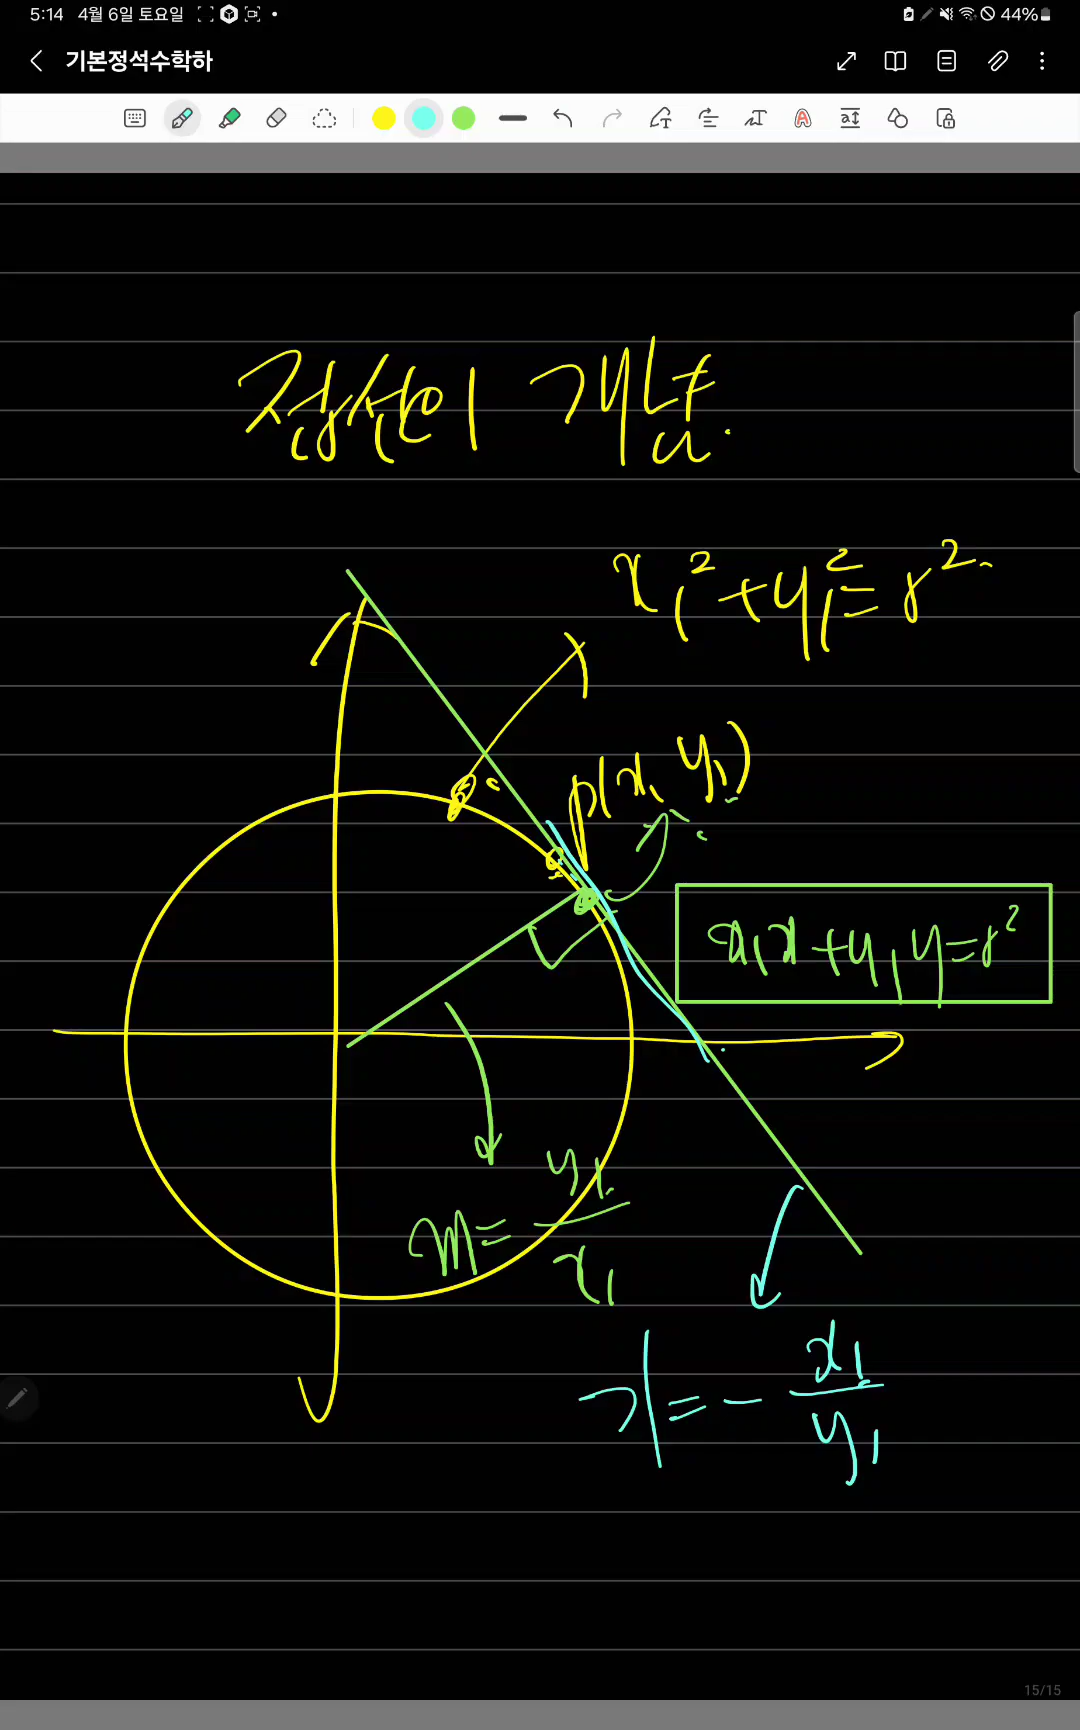 5:14 4월 6일 토요일
44%
기본정석수학하
접선의 개념.
x₁²+y₁²=r²
P(x₁ y₁)
x₁x+y₁y=r²
m=y₁/x₁
기=-x₁/y₁
15/15